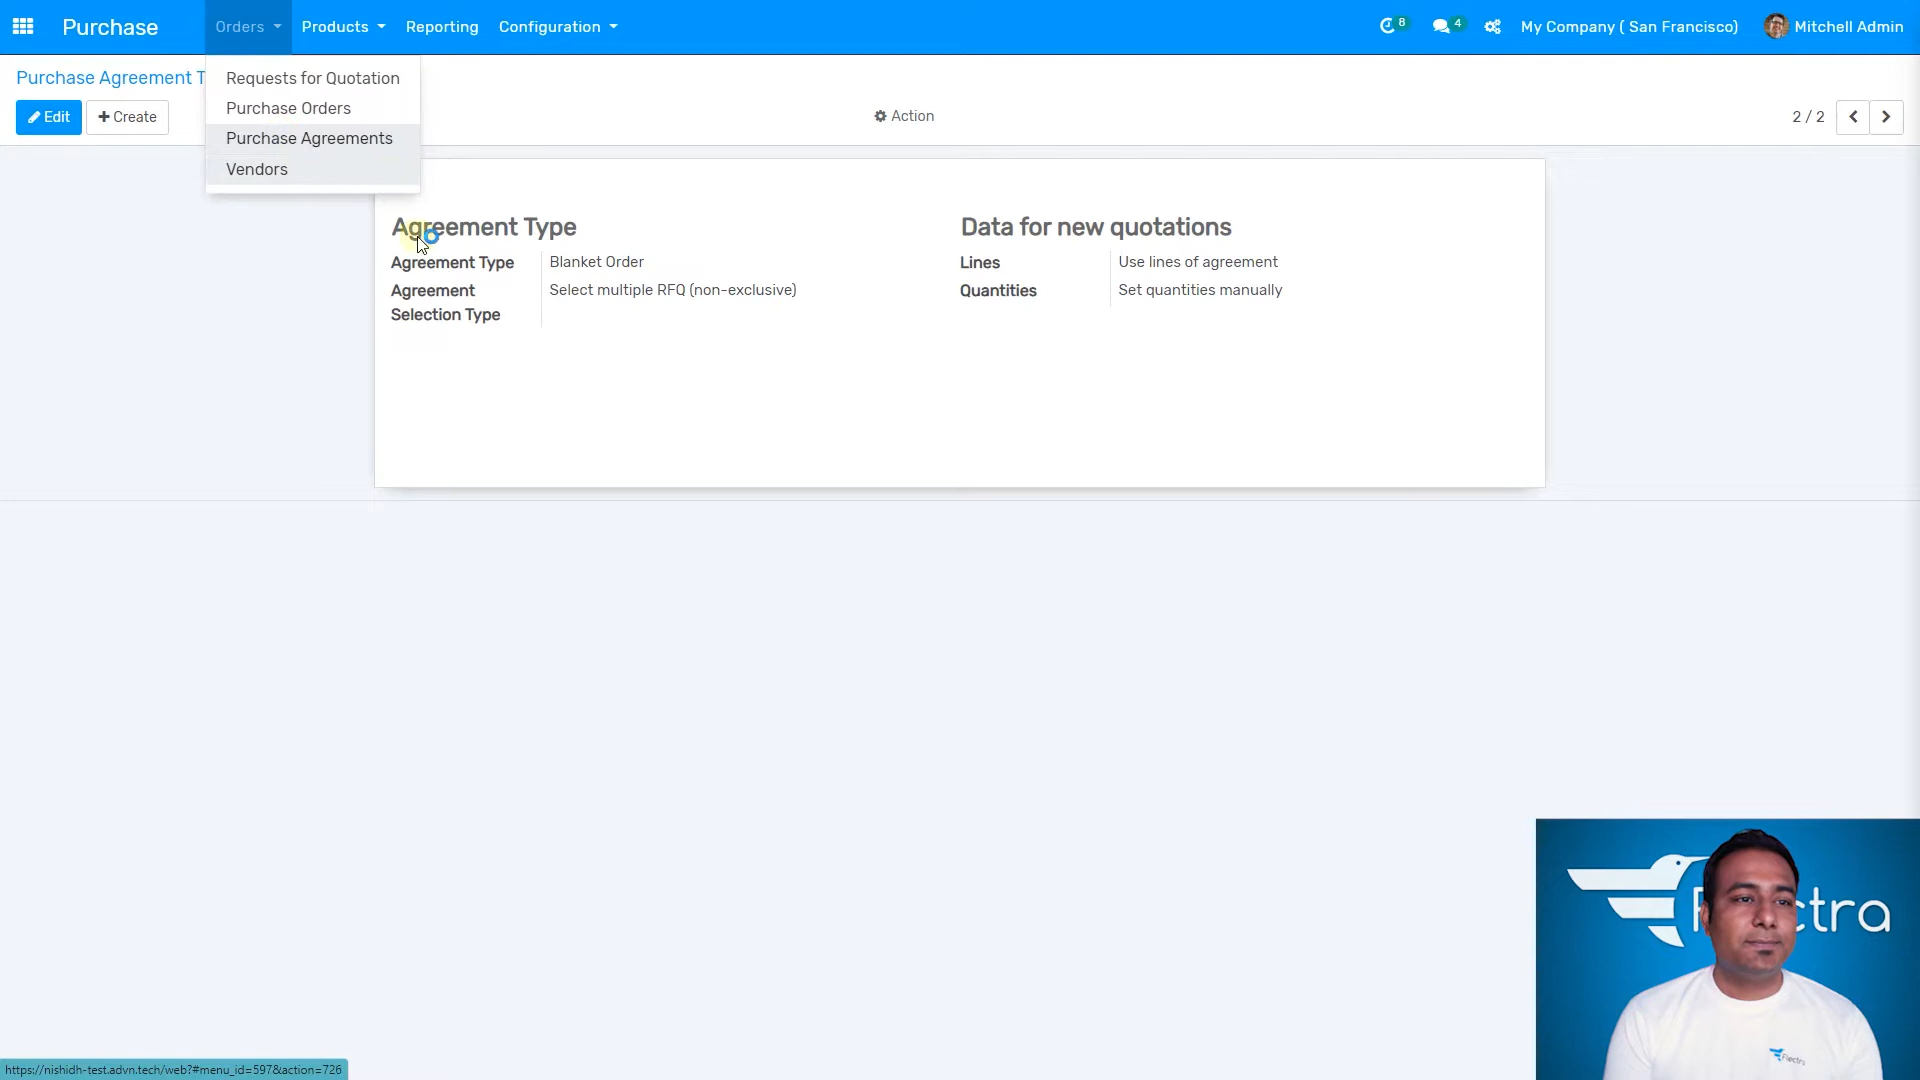 Purchase
Orders
Products
Reporting
Configuration
8
4
My Company ( San Francisco)
Mitchell Admin
Purchase Agreement T
Requests for Quotation
Purchase Orders
Purchase Agreements
Vendors
Edit
Create
Action
2 / 2
Agreement Type
Data for new quotations
Agreement Type
Blanket Order
Lines
Use lines of agreement
Agreement
Selection Type
Select multiple RFQ (non-exclusive)
Quantities
Set quantities manually
Flectra
Flectra
https://nishidh-test.advn.tech/web?#menu_id=597&action=726